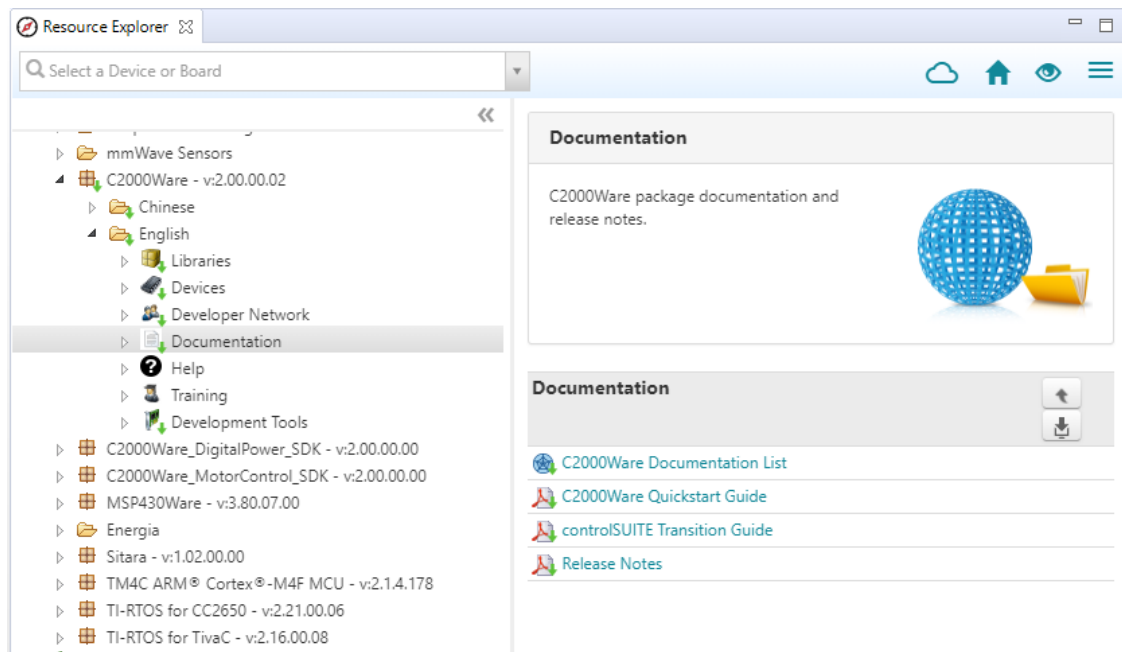 Resource Explorer
Select a Device or Board
mmWave Sensors
C2000Ware - v:2.00.00.02
Chinese
English
Libraries
Devices
Developer Network
Documentation
Help
Training
Development Tools
C2000Ware_DigitalPower_SDK - v:2.00.00.00
C2000Ware_MotorControl_SDK - v:2.00.00.00
MSP430Ware - v:3.80.07.00
Energia
Sitara - v:1.02.00.00
TM4C ARM® Cortex®-M4F MCU - v:2.1.4.178
TI-RTOS for CC2650 - v:2.21.00.06
TI-RTOS for TivaC - v:2.16.00.08
Documentation
C2000Ware package documentation and
release notes.
Documentation
C2000Ware Documentation List
C2000Ware Quickstart Guide
controlSUITE Transition Guide
Release Notes